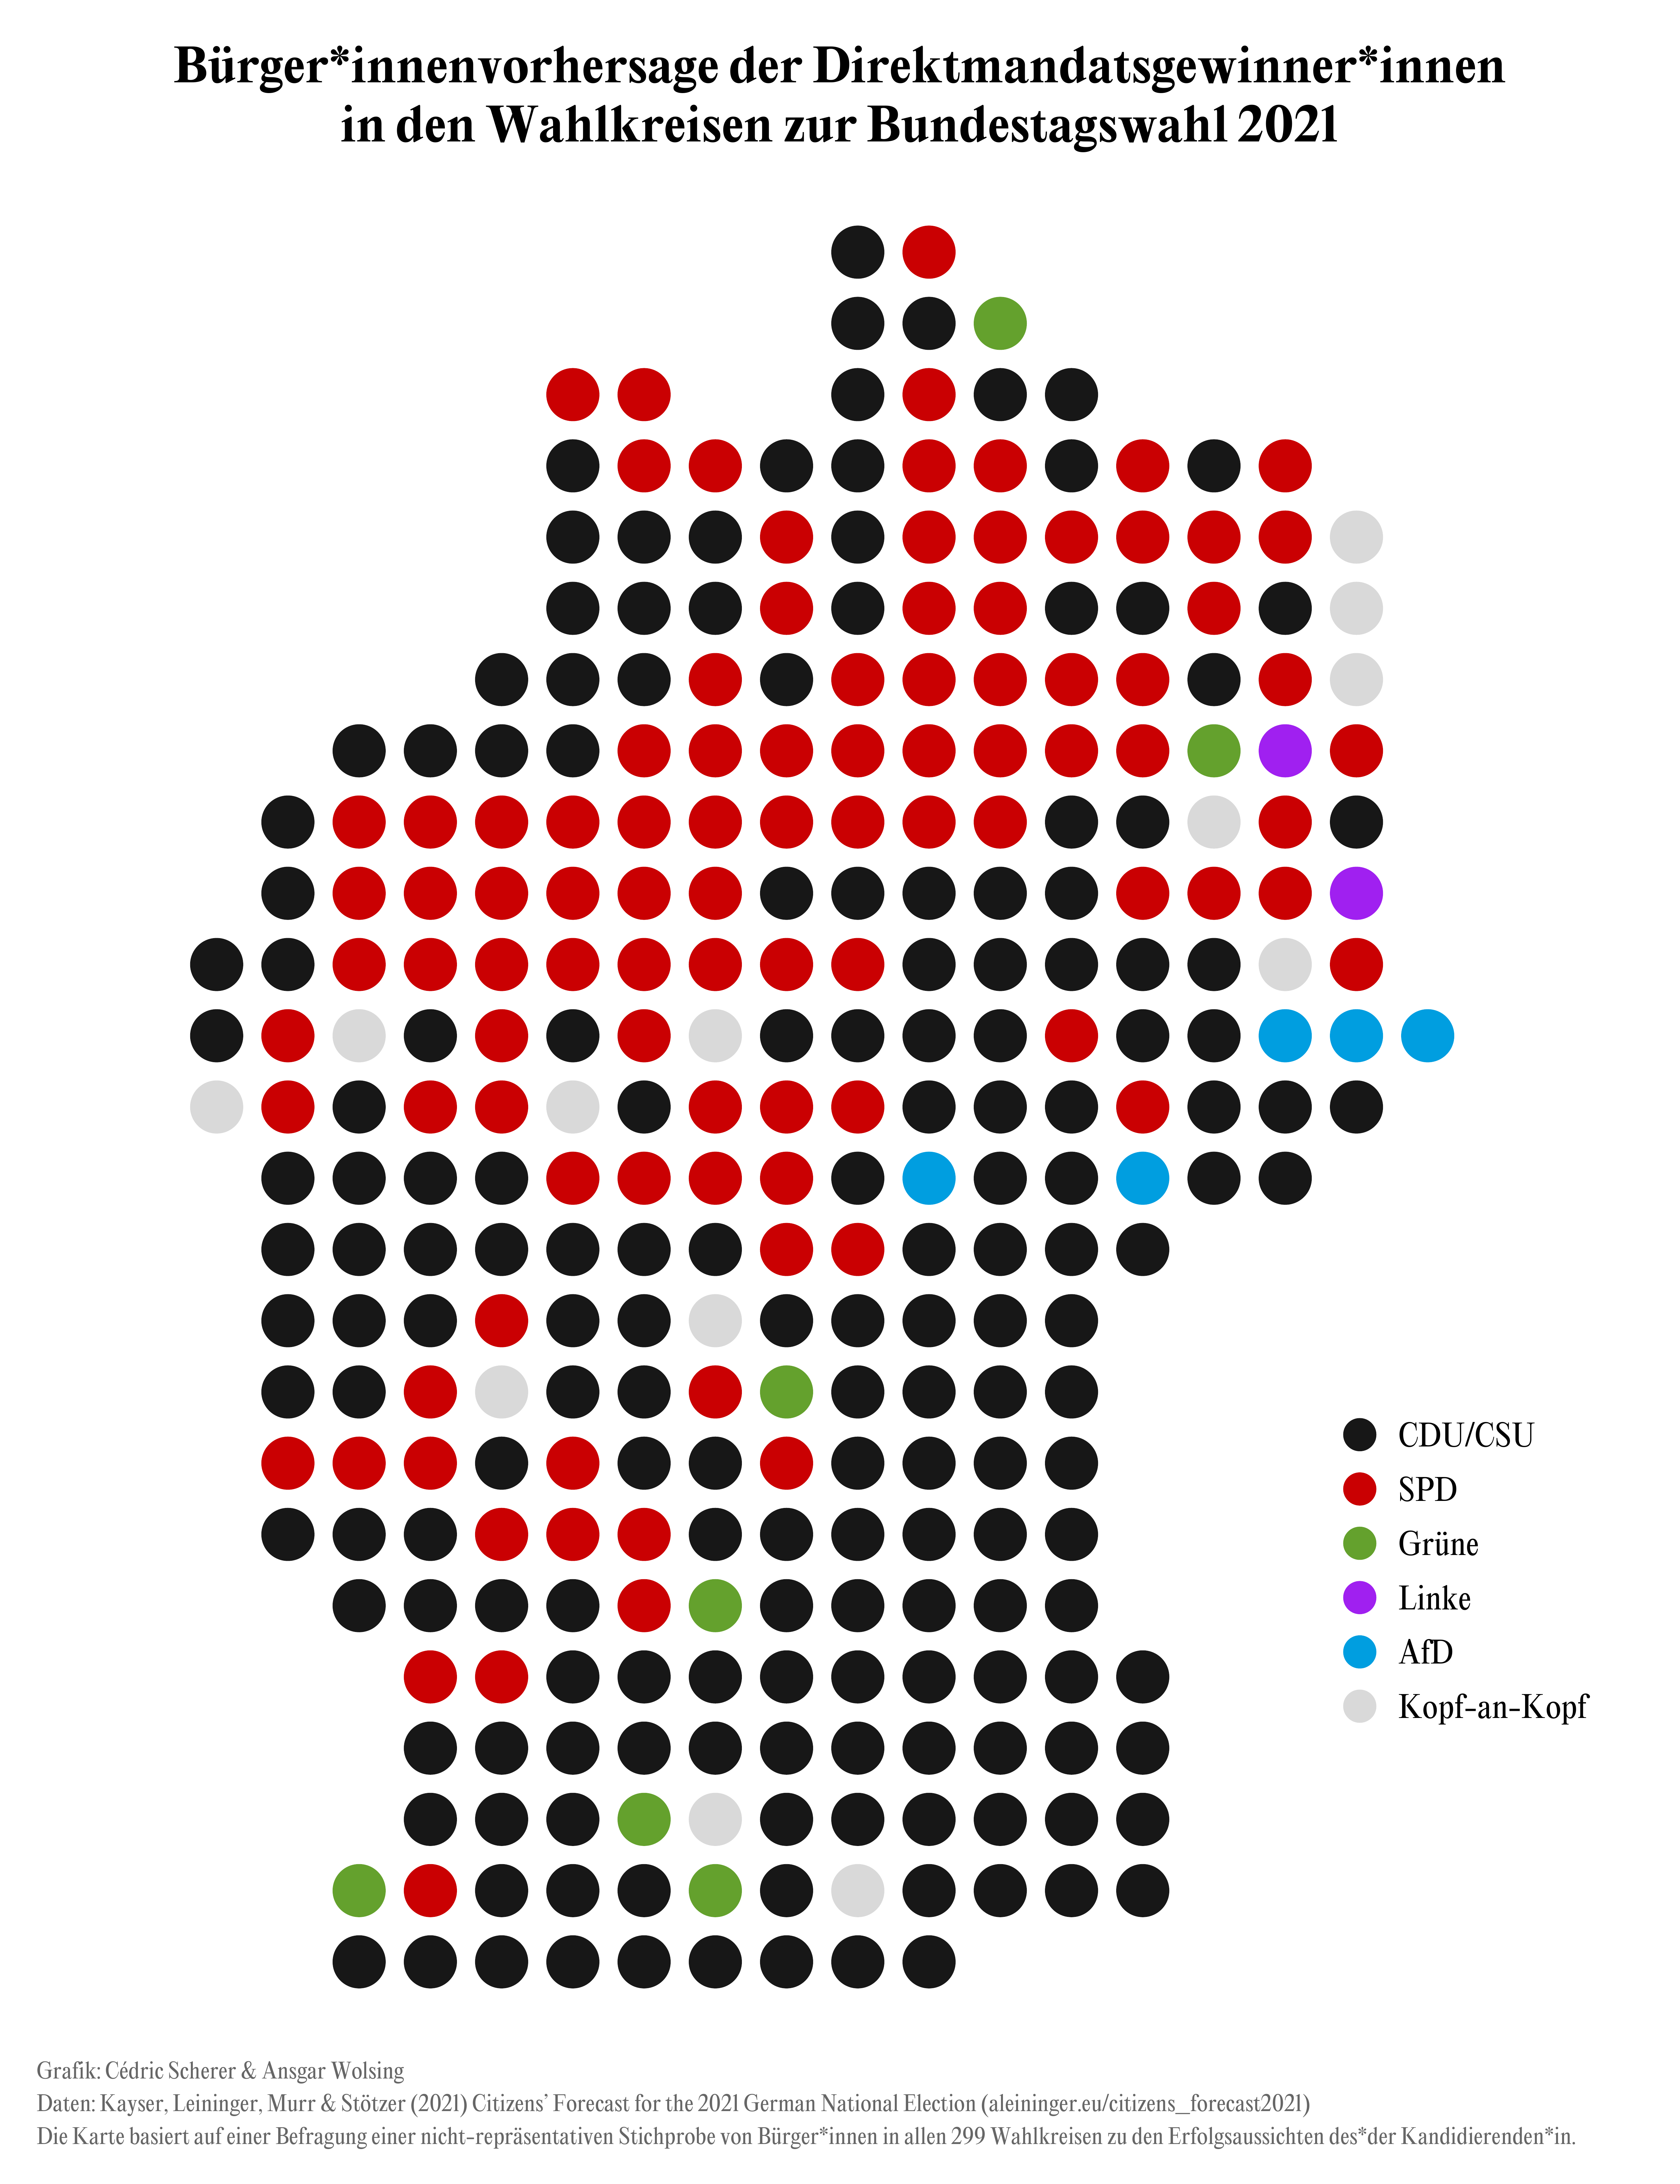 Bürger*innenvorhersage der Direktmandatsgewinner*innen
in den Wahlkreisen zur Bundestagswahl 2021
CDU/CSU
SPD
Grüne
Linke
AfD
Kopf-an-Kopf
Grafik: Cédric Scherer & Ansgar Wolsing
Daten: Kayser, Leininger, Murr & Stötzer (2021) Citizens’ Forecast for the 2021 German National Election (aleininger.eu/citizens_forecast2021)
Die Karte basiert auf einer Befragung einer nicht-repräsentativen Stichprobe von Bürger*innen in allen 299 Wahlkreisen zu den Erfolgsaussichten des*der Kandidierenden*in.